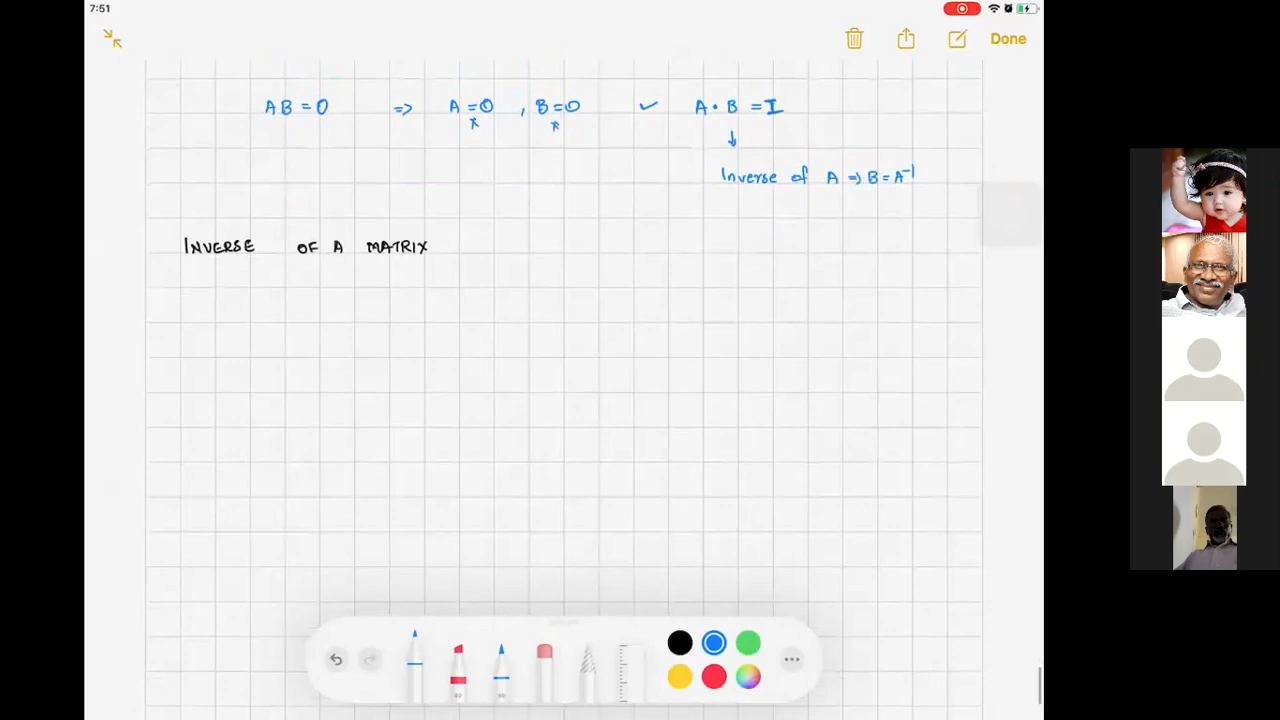 7:51
Done
AB = 0 => A = 0 , B = 0 ✓ A · B = I
x x
↓
Inverse of A => B = A⁻¹
INVERSE OF A MATRIX